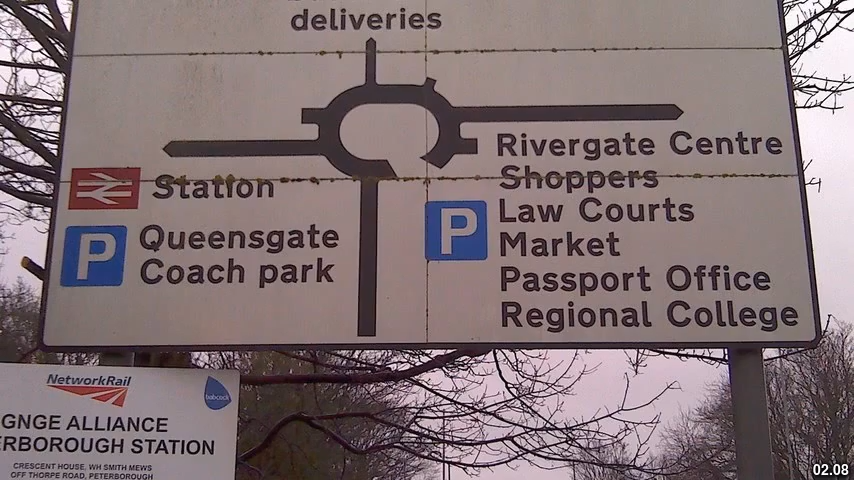 deliveries
Station
P Queensgate
Coach park
Rivergate Centre
Shoppers
P Law Courts
Market
Passport Office
Regional College
NetworkRail
babcock
GNGE ALLIANCE
ERBOROUGH STATION
CRESCENT HOUSE, WH SMITH MEWS
OFF THORPE ROAD, PETERBOROUGH
02.08